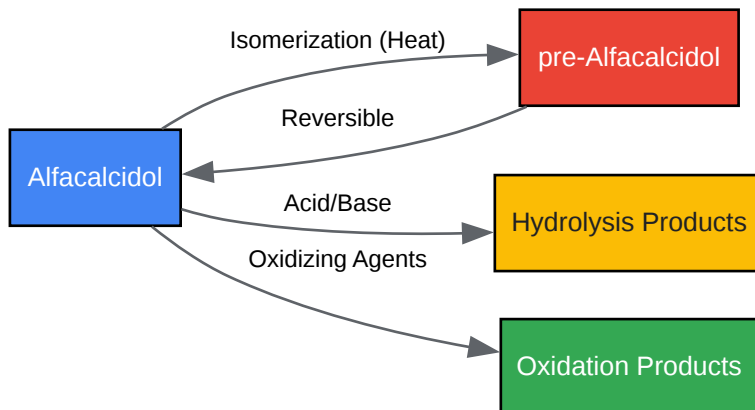 Isomerization (Heat)
pre-Alfacalcidol
Reversible
Alfacalcidol
Acid/Base
Hydrolysis Products
Oxidizing Agents
Oxidation Products